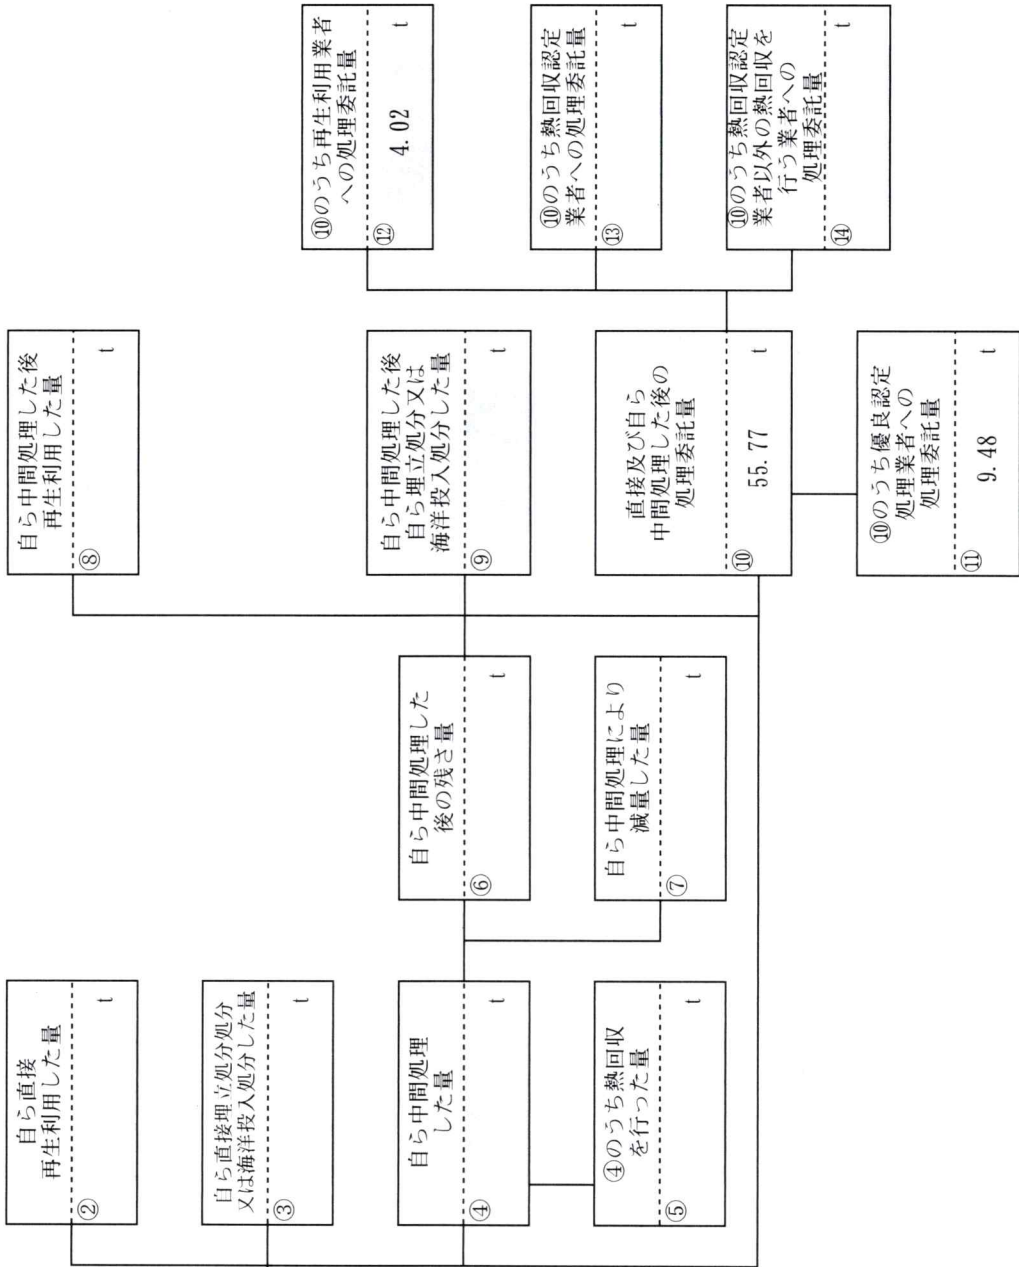 自ら直接
再生利用した量
② t
自ら直接埋立処分処分
又は海洋投入処分した量
③ t
自ら中間処理
した量
④ t
④のうち熱回収
を行った量
⑤ t
自ら中間処理した
後の残さ量
⑥ t
自ら中間処理により
減量した量
⑦ t
自ら中間処理した後
再生利用した量
⑧ t
自ら中間処理した後
自ら埋立処分又は
海洋投入処分した量
⑨ t
直接及び自ら
中間処理した後の
処理委託量
⑩ 55.77 t
⑩のうち優良認定
処理業者への
処理委託量
⑪ 9.48 t
⑩のうち再生利用業者
への処理委託量
⑫ 4.02 t
⑩のうち熱回収認定
業者への処理委託量
⑬ t
⑩のうち熱回収認定
業者以外の熱回収を
行う業者への
処理委託量
⑭ t